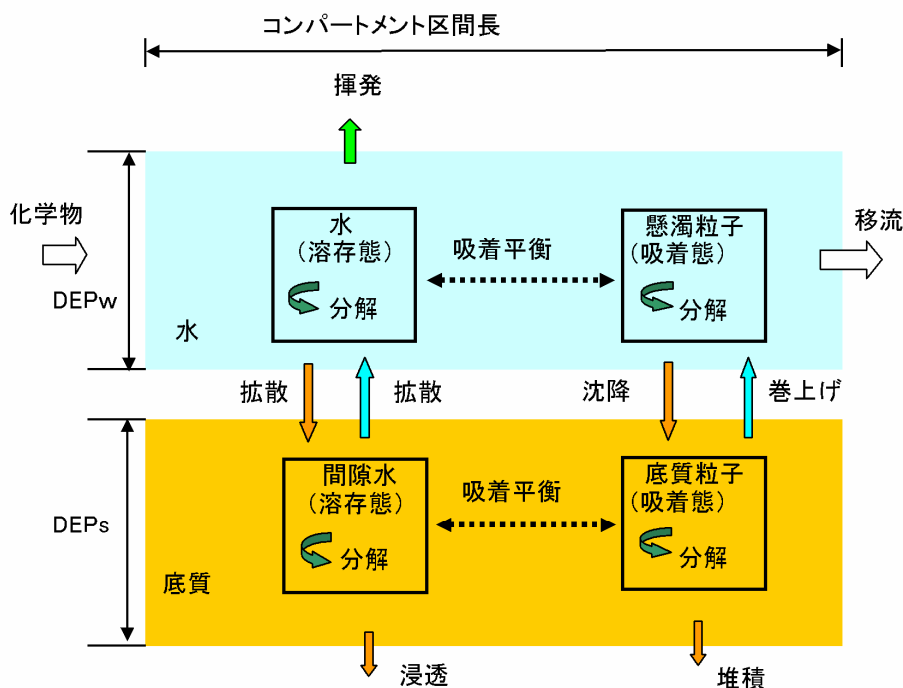 コンパートメント区間長
揮発
化学物
移流
DEPw
水
(溶存態)
分解
吸着平衡
懸濁粒子
(吸着態)
分解
水
拡散
拡散
沈降
巻上げ
DEPs
間隙水
(溶存態)
分解
吸着平衡
底質粒子
(吸着態)
分解
底質
浸透
堆積